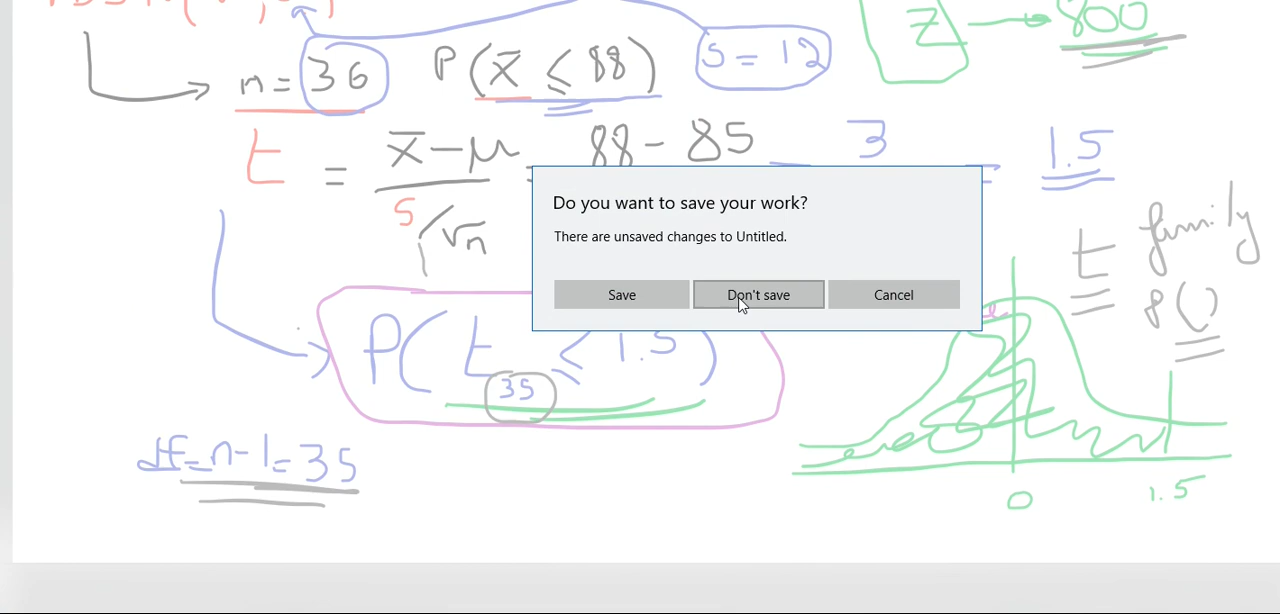 z → 800
n = 36 P(x̄ ≤ 88) S = 12
t = x̄ - μ 88 - 85 3 = 1.5
S/√n
Do you want to save your work?
There are unsaved changes to Untitled.
Save Don't save Cancel
t family
P(t ≤ 1.5)
35
df = n - 1 = 35
0 1.5